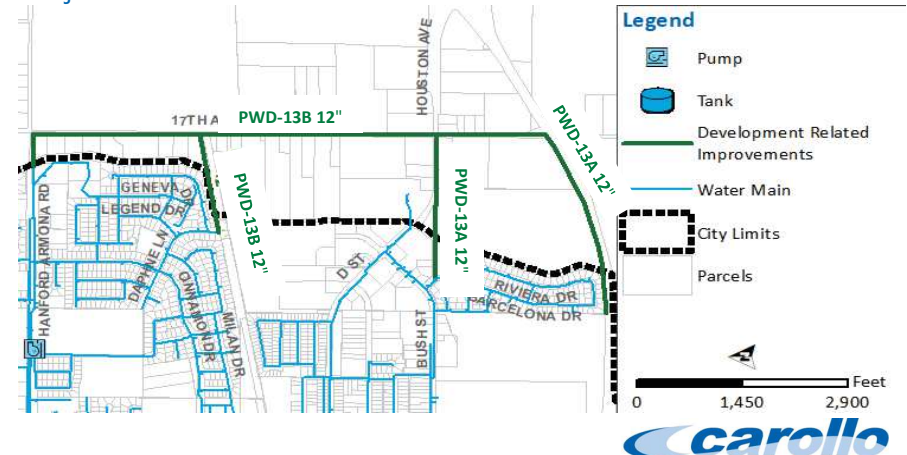 Legend
Pump
Tank
Development Related
Improvements
Water Main
City Limits
Parcels
Feet
0 1,450 2,900
carollo
17TH A
PWD-13B 12"
HOUSTON AVE
PWD-13A 12"
HANFORD ARMONA RD
GENEVA
DR
LEGEND DR
DAPHNE LN
CINNAMON DR
MILAN DR
PWD-13B 12"
D ST
PWD-13A 12"
BUSH ST
RIVIERA DR
BARCELONA DR